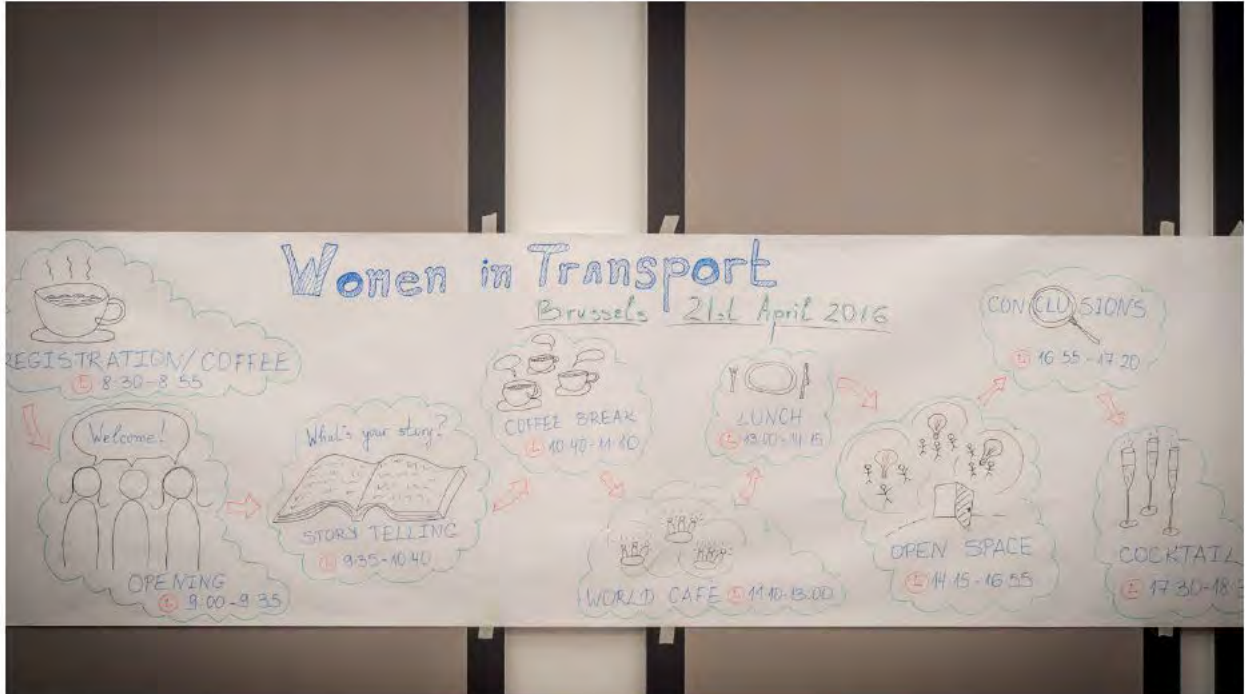 Women in Transport
Brussels 21st April 2016
REGISTRATION/COFFEE
8:30-8:55
Welcome!
OPENING
9:00-9:35
What's your story?
STORY TELLING
9:35-10:40
COFFEE BREAK
10:40-11:10
WORLD CAFE 11:10-13:00
LUNCH
13:00-14:15
OPEN SPACE
14:15-16:55
CONCLUSIONS
16:55-17:20
COCKTAIL
17:30-18: